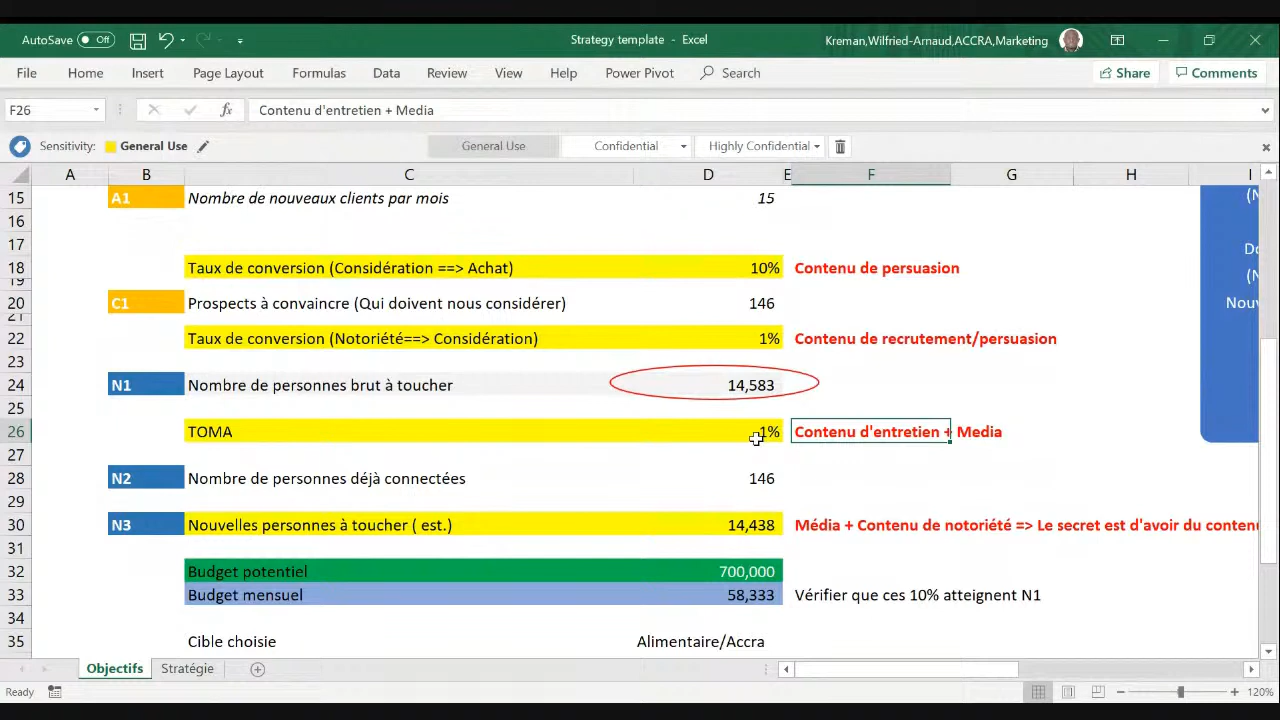 AutoSave Off Strategy template - Excel Kreman,Wilfried-Arnaud,ACCRA,Marketing
File Home Insert Page Layout Formulas Data Review View Help Power Pivot Search Share Comments
F26 fx Contenu d'entretien + Media
Sensitivity: General Use General Use Confidential Highly Confidential
A B C D E F G H I
15 A1 Nombre de nouveaux clients par mois 15 (N
16
17 Do
18 Taux de conversion (Considération ==> Achat) 10% Contenu de persuasion (N
19
20 C1 Prospects à convaincre (Qui doivent nous considérer) 146 Nouv
21
22 Taux de conversion (Notoriété==> Considération) 1% Contenu de recrutement/persuasion
23
24 N1 Nombre de personnes brut à toucher 14,583
25
26 TOMA 1% Contenu d'entretien + Media
27
28 N2 Nombre de personnes déjà connectées 146
29
30 N3 Nouvelles personnes à toucher ( est.) 14,438 Média + Contenu de notoriété => Le secret est d'avoir du contenu
31
32 Budget potentiel 700,000
33 Budget mensuel 58,333 Vérifier que ces 10% atteignent N1
34
35 Cible choisie Alimentaire/Accra
Objectifs Stratégie
Ready 120%